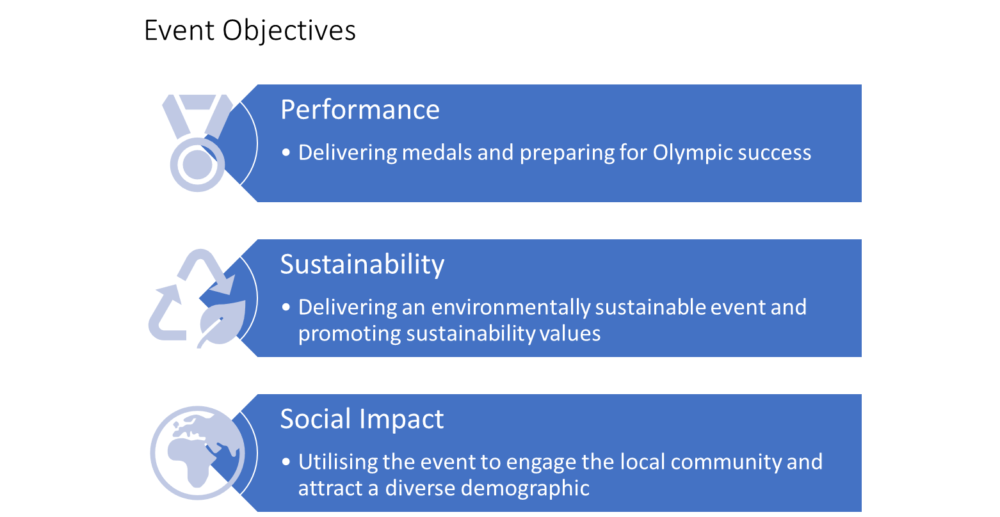 Event Objectives
Performance
• Delivering medals and preparing for Olympic success
Sustainability
• Delivering an environmentally sustainable event and
promoting sustainability values
Social Impact
• Utilising the event to engage the local community and
attract a diverse demographic